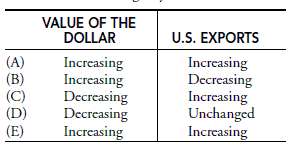 VALUE OF THE
DOLLAR U.S. EXPORTS
(A) Increasing Increasing
(B) Increasing Decreasing
(C) Decreasing Increasing
(D) Decreasing Unchanged
(E) Increasing Increasing